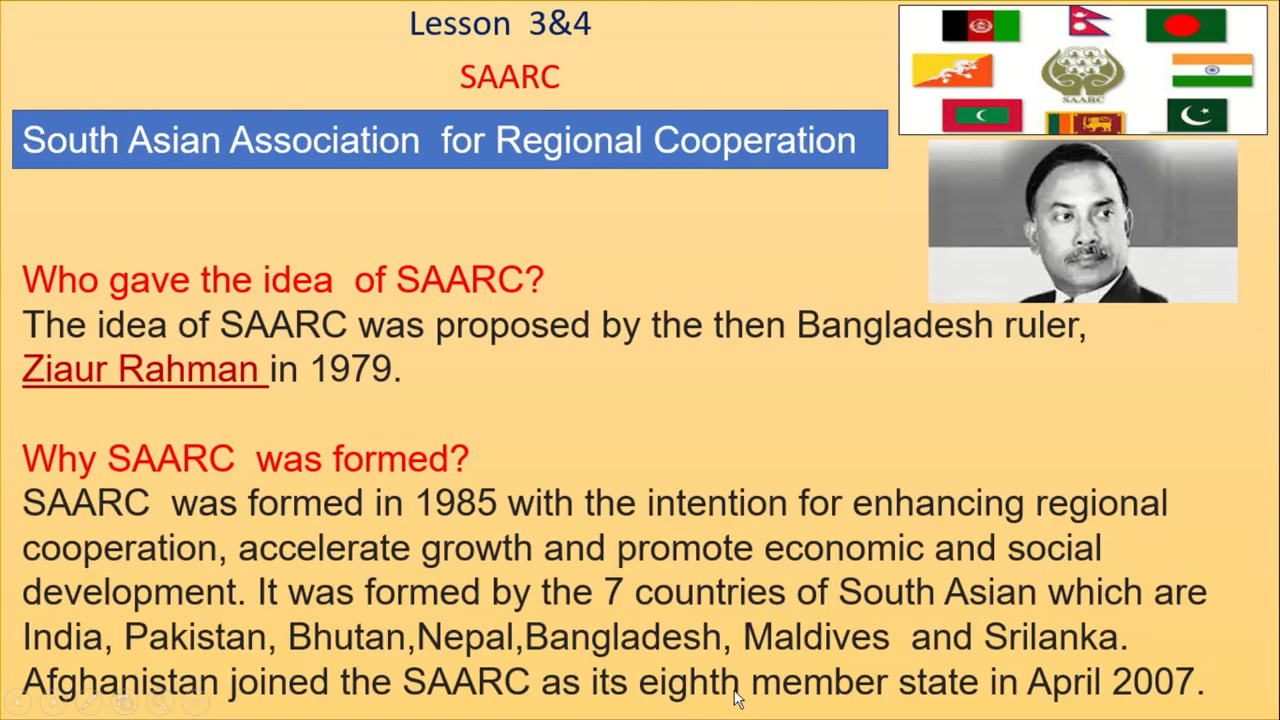 Lesson 3&4
SAARC
South Asian Association for Regional Cooperation
SAARC
Who gave the idea of SAARC?
The idea of SAARC was proposed by the then Bangladesh ruler,
Ziaur Rahman in 1979.
Why SAARC was formed?
SAARC was formed in 1985 with the intention for enhancing regional
cooperation, accelerate growth and promote economic and social
development. It was formed by the 7 countries of South Asian which are
India, Pakistan, Bhutan,Nepal,Bangladesh, Maldives and Srilanka.
Afghanistan joined the SAARC as its eighth member state in April 2007.